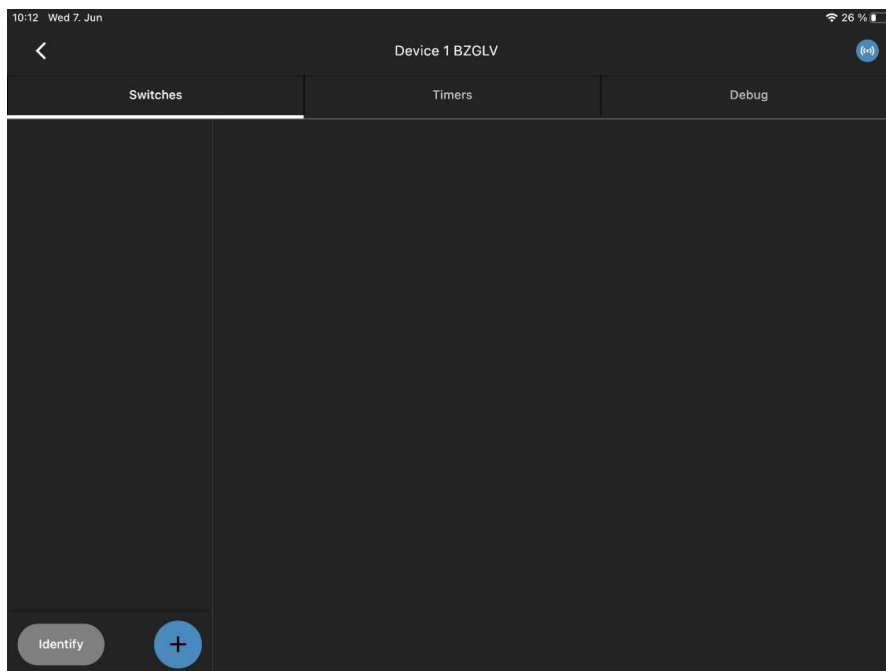 10:12 Wed 7. Jun 26 %
Device 1 BZGLV
Switches Timers Debug
Identify +